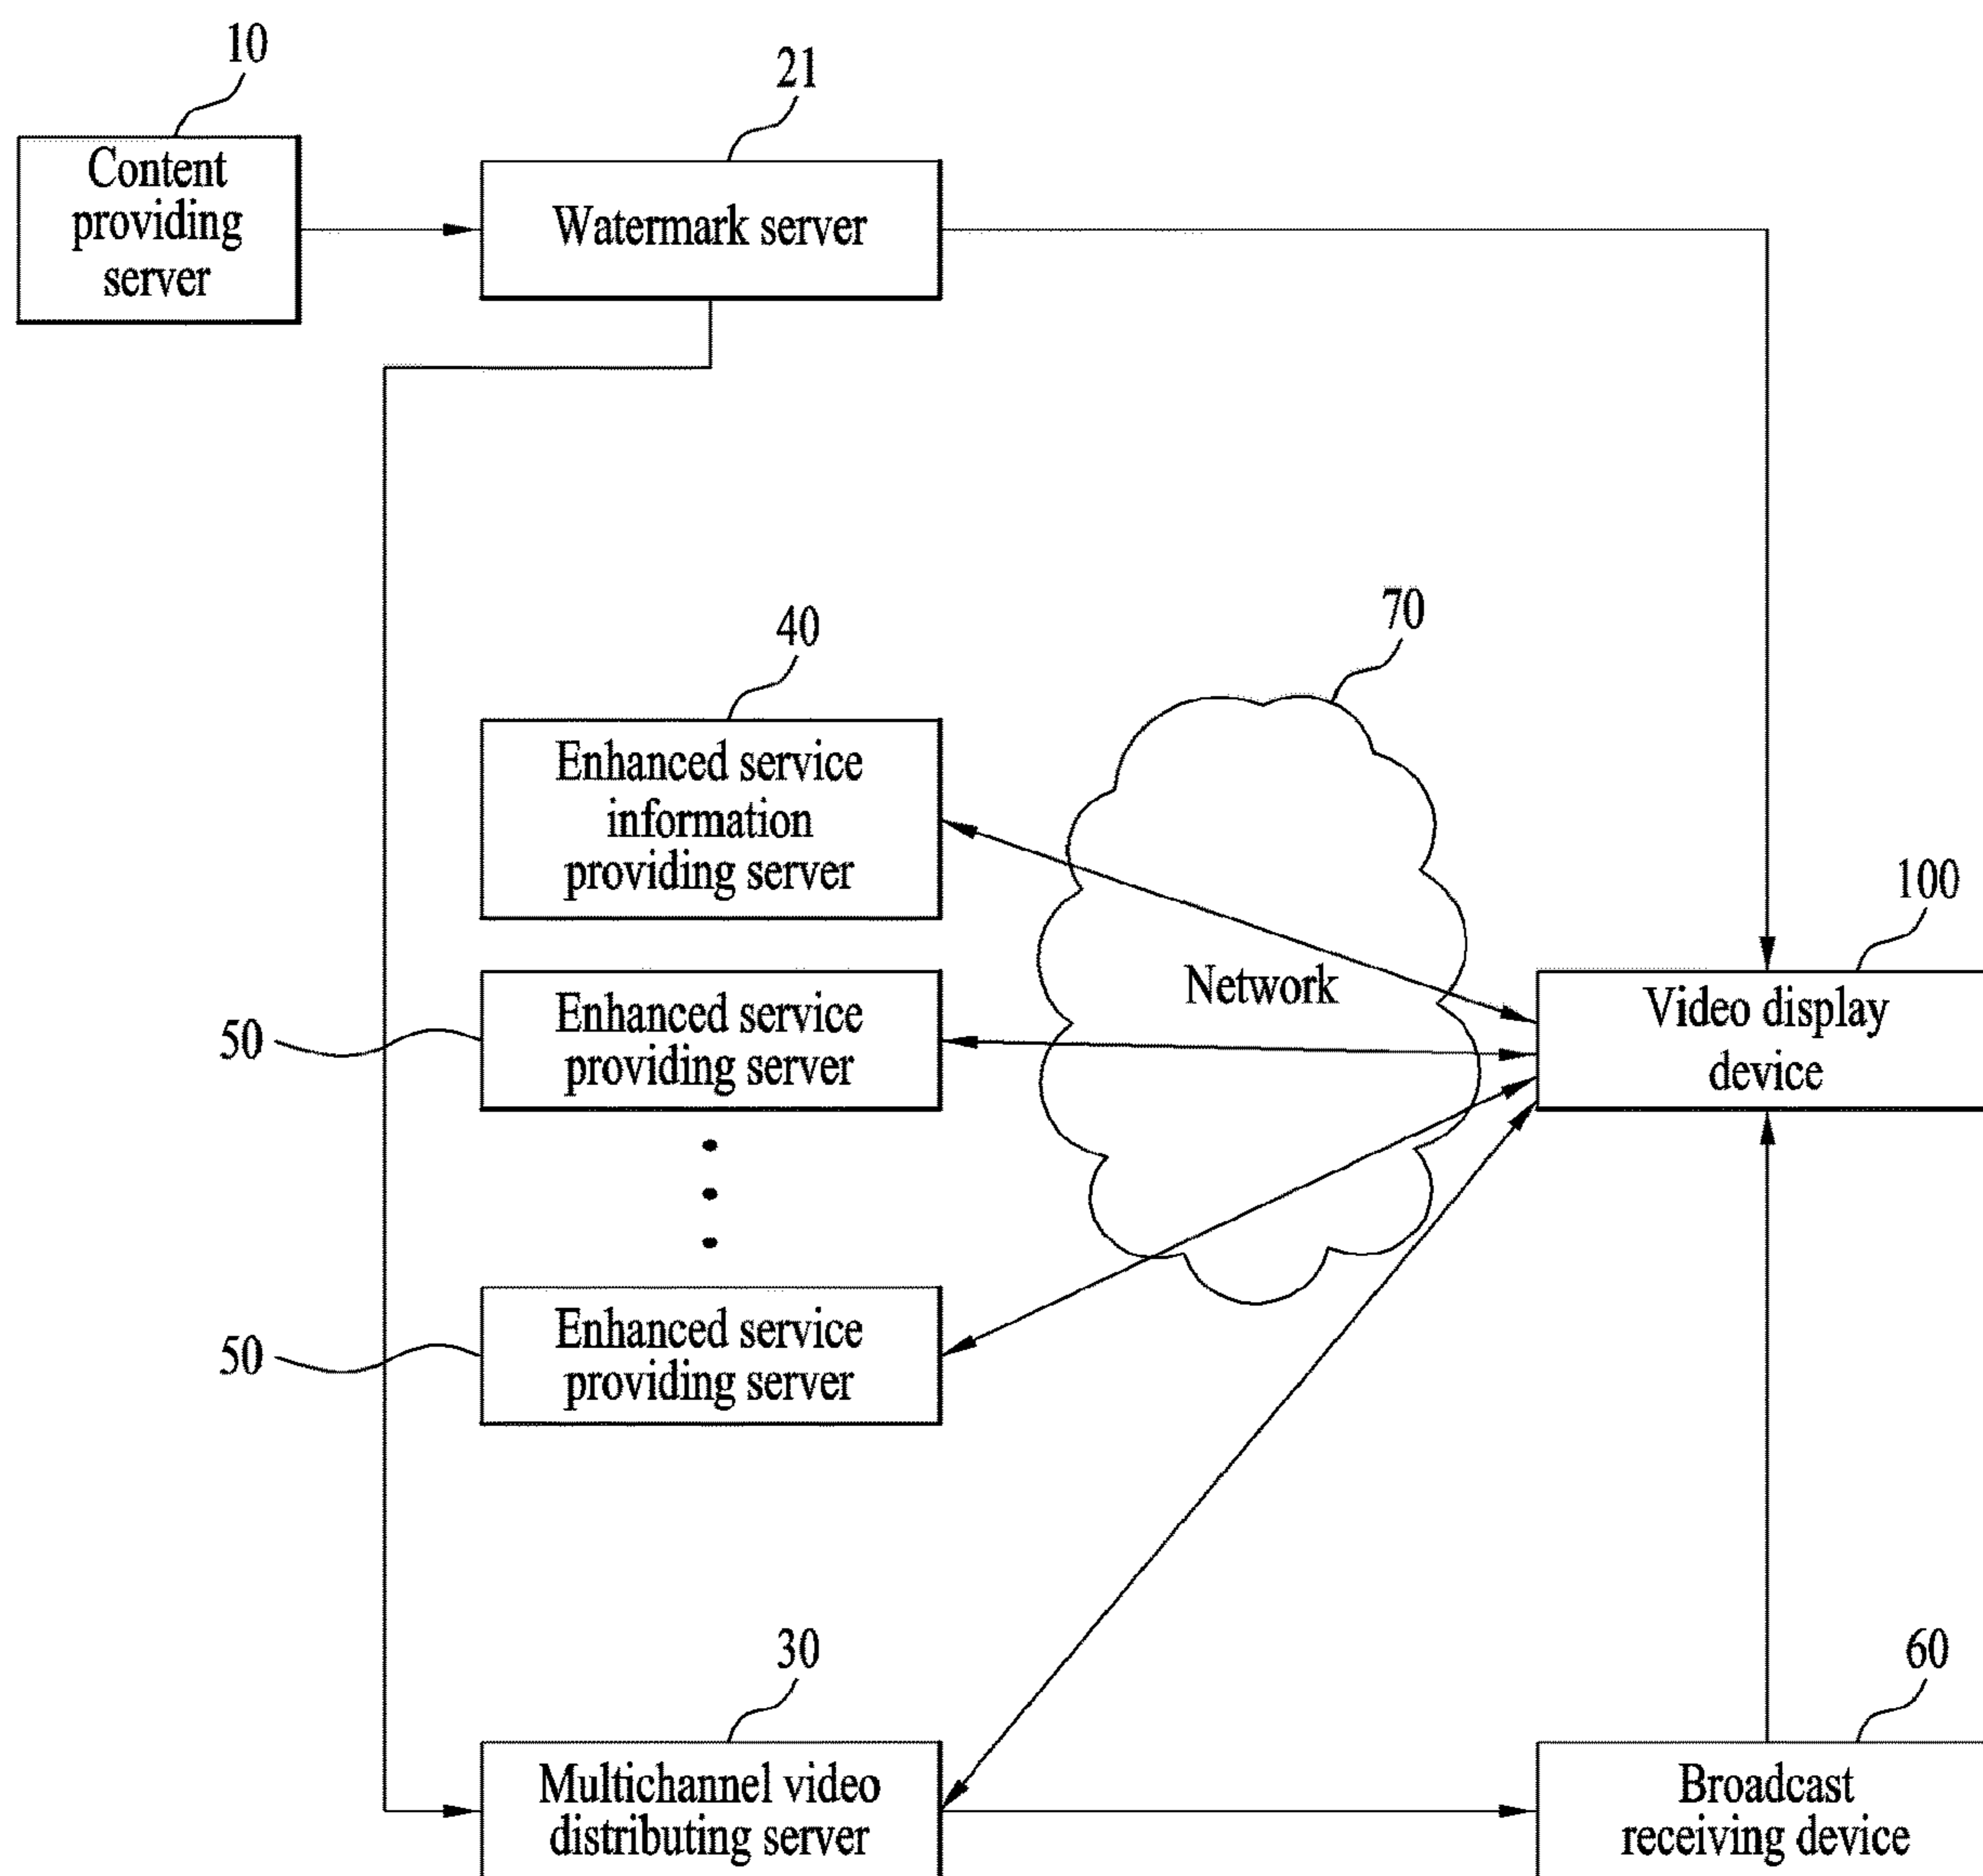 10
21
Content
providing
server
Watermark server
40
70
Enhanced service
information
providing server
100
Network
Video display
device
50
Enhanced service
providing server
50
Enhanced service
providing server
30
60
Multichannel video
distributing server
Broadcast
receiving device